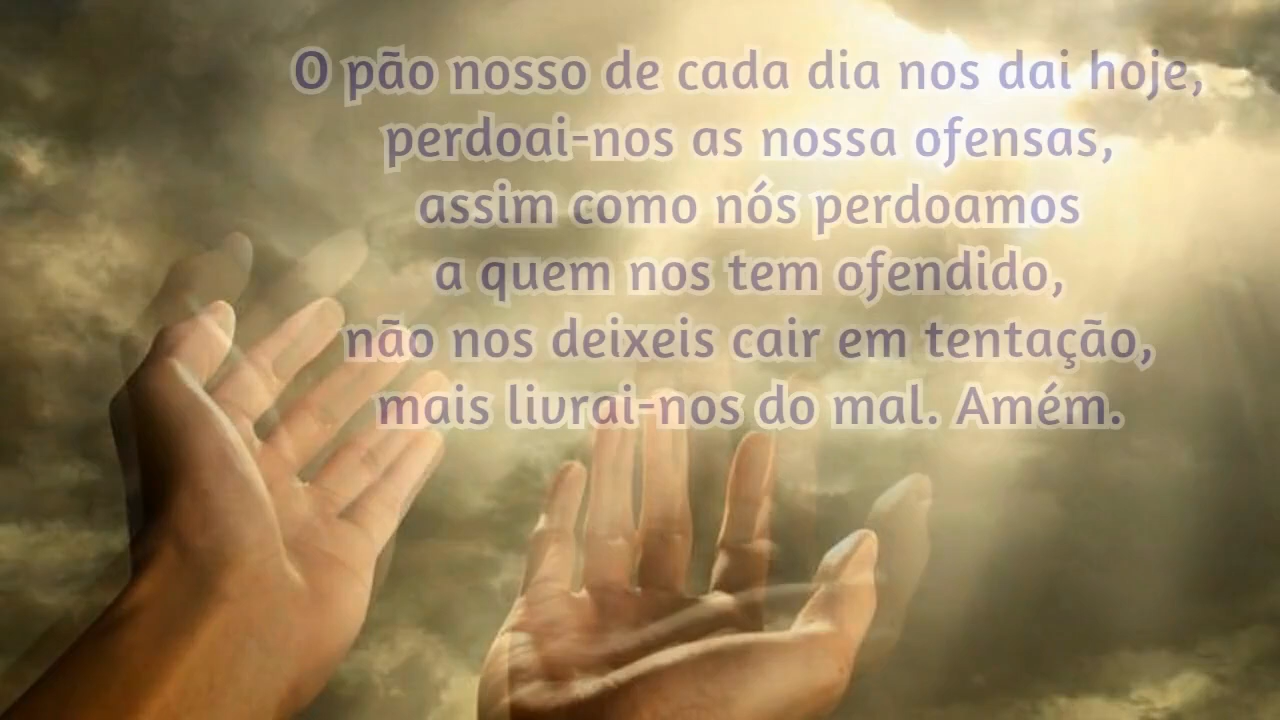 O pão nosso de cada dia nos dai hoje,
perdoai-nos as nossa ofensas,
assim como nós perdoamos
a quem nos tem ofendido,
não nos deixeis cair em tentação,
mais livrai-nos do mal. Amém.